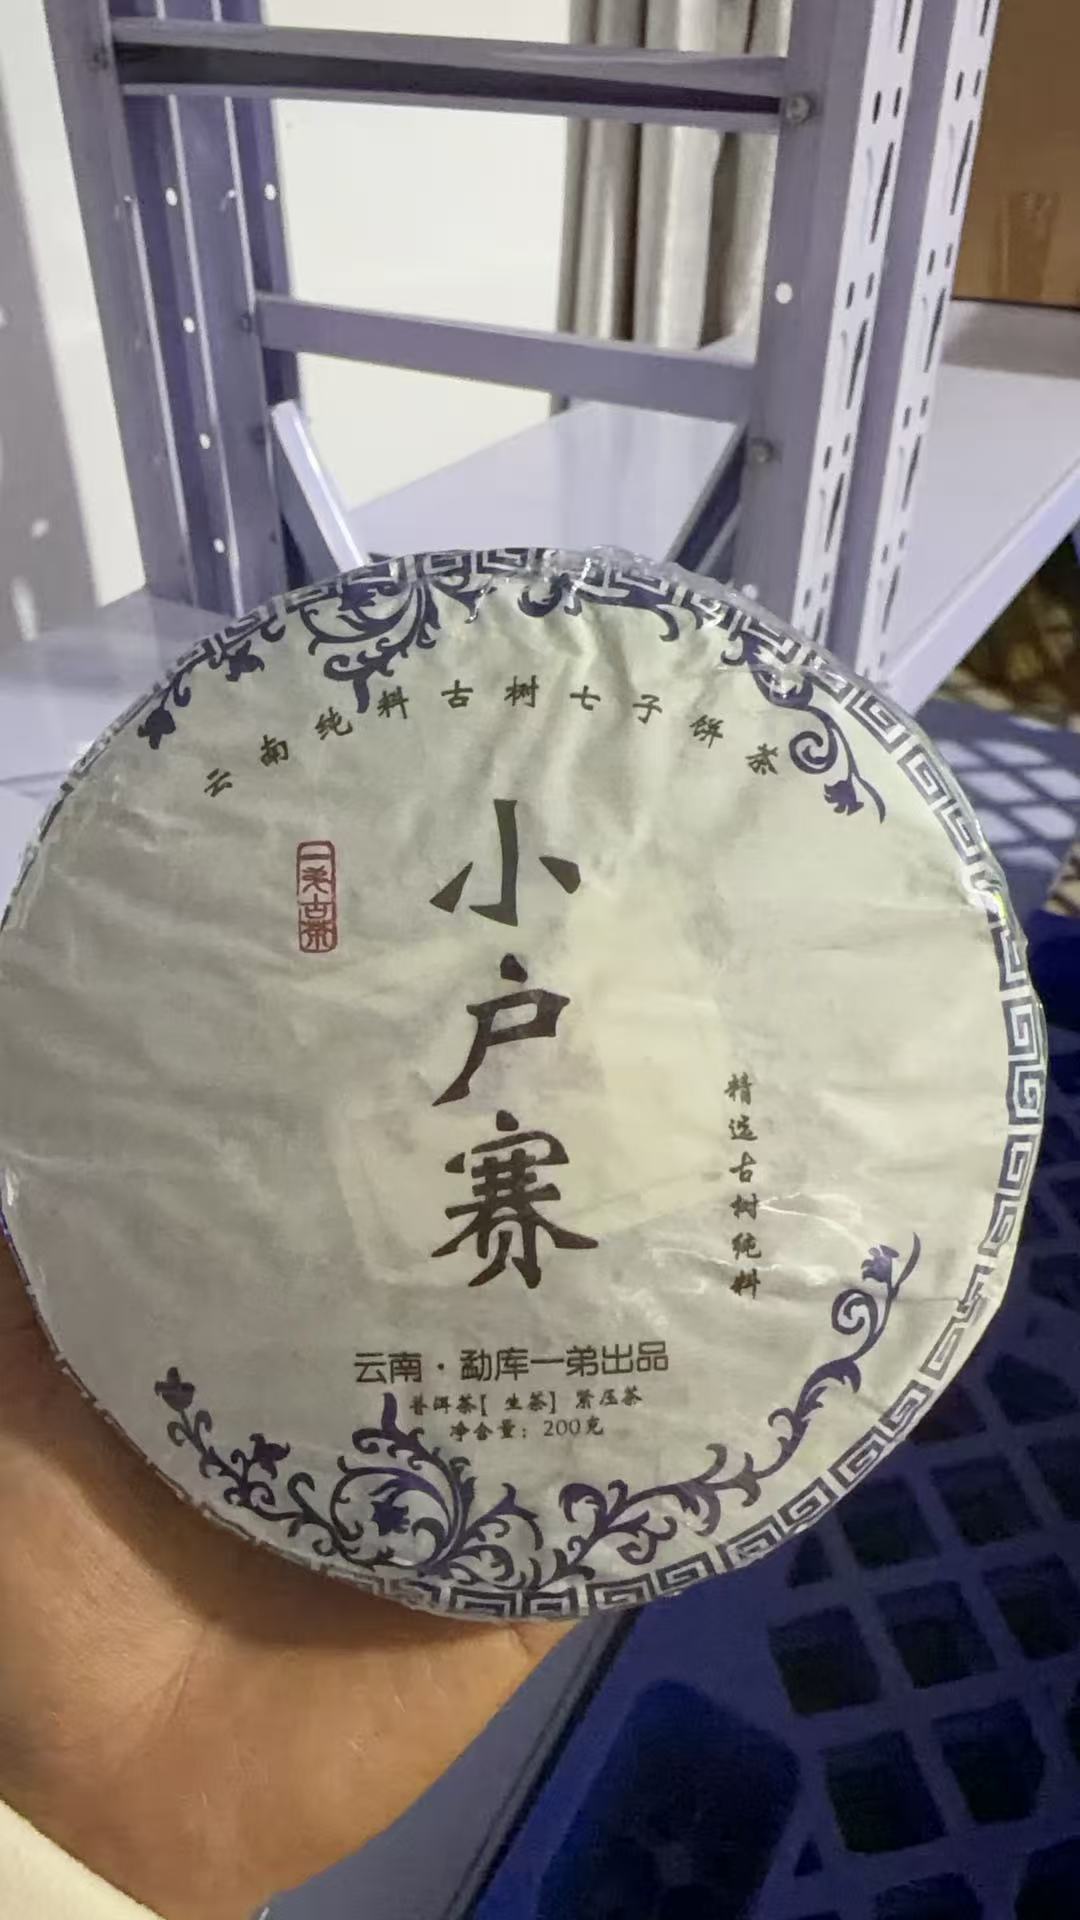 云南纯料古树七子饼茶
一弟古茶
小户赛
精选古树纯料
云南·勐库一弟出品
普洱茶[ 生茶] 紧压茶
净含量：200克